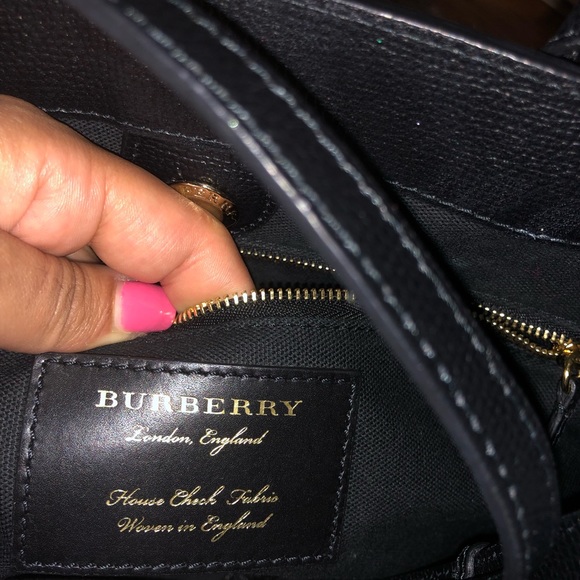 BURBERRY
London, England
House Check Fabric
Woven in England